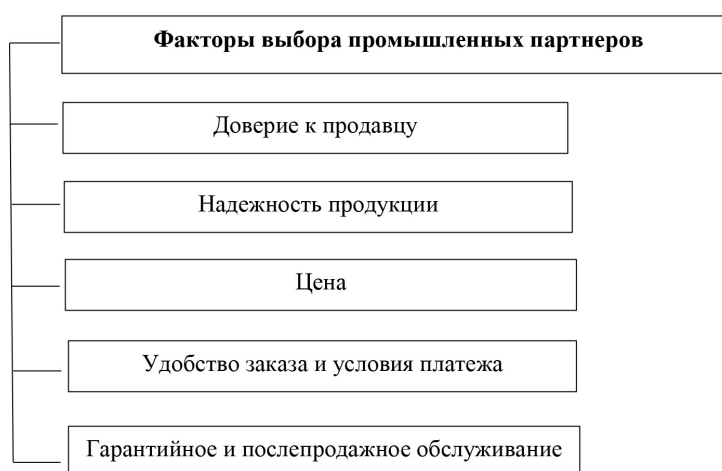 Факторы выбора промышленных партнеров
Доверие к продавцу
Надежность продукции
Цена
Удобство заказа и условия платежа
Гарантийное и послепродажное обслуживание